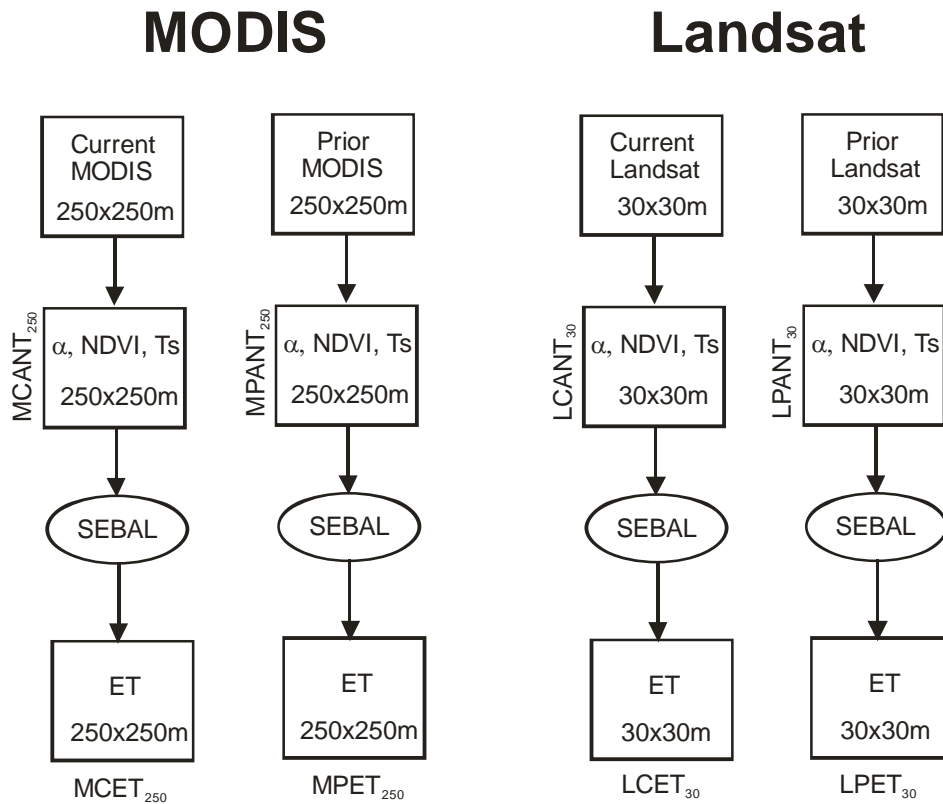 MODIS
Landsat
Current
MODIS
250x250m
Prior
MODIS
250x250m
Current
Landsat
30x30m
Prior
Landsat
30x30m
MCANT250
α, NDVI, Ts
250x250m
MPANT250
α, NDVI, Ts
250x250m
LCANT30
α, NDVI, Ts
30x30m
LPANT30
α, NDVI, Ts
30x30m
SEBAL
SEBAL
SEBAL
SEBAL
ET
250x250m
ET
250x250m
ET
30x30m
ET
30x30m
MCET250
MPET250
LCET30
LPET30